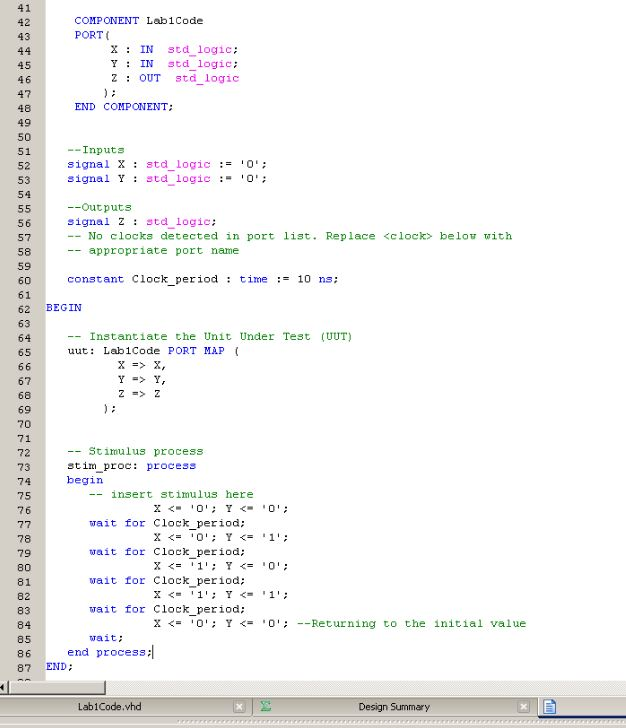 41
42 COMPONENT Lab1Code
43 PORT(
44 X : IN std_logic;
45 Y : IN std_logic;
46 Z : OUT std_logic
47 );
48 END COMPONENT;
49
50
51 --Inputs
52 signal X : std_logic := '0';
53 signal Y : std_logic := '0';
54
55 --Outputs
56 signal Z : std_logic;
57 -- No clocks detected in port list. Replace <clock> below with
58 -- appropriate port name
59
60 constant Clock_period : time := 10 ns;
61
62 BEGIN
63
64 -- Instantiate the Unit Under Test (UUT)
65 uut: Lab1Code PORT MAP (
66 X => X,
67 Y => Y,
68 Z => Z
69 );
70
71
72 -- Stimulus process
73 stim_proc: process
74 begin
75 -- insert stimulus here
76 X <= '0'; Y <= '0';
77 wait for Clock_period;
78 X <= '0'; Y <= '1';
79 wait for Clock_period;
80 X <= '1'; Y <= '0';
81 wait for Clock_period;
82 X <= '1'; Y <= '1';
83 wait for Clock_period;
84 X <= '0'; Y <= '0'; --Returning to the initial value
85 wait;
86 end process;
87 END;
Lab1Code.vhd
Design Summary